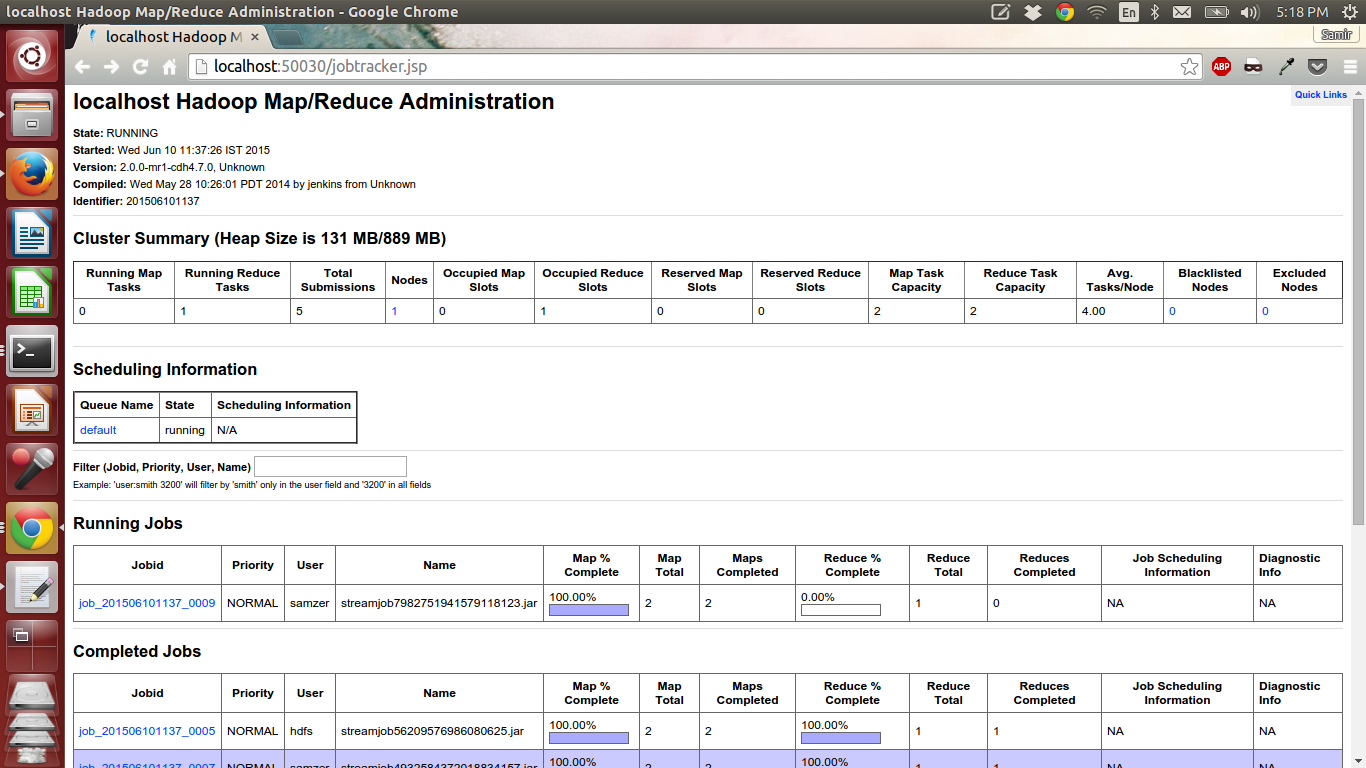 localhost Hadoop Map/Reduce Administration - Google Chrome En 5:18 PM
localhost Hadoop M Samir
localhost:50030/jobtracker.jsp ABP
localhost Hadoop Map/Reduce Administration Quick Links
State: RUNNING
Started: Wed Jun 10 11:37:26 IST 2015
Version: 2.0.0-mr1-cdh4.7.0, Unknown
Compiled: Wed May 28 10:26:01 PDT 2014 by jenkins from Unknown
Identifier: 201506101137
Cluster Summary (Heap Size is 131 MB/889 MB)
Running Map Tasks Running Reduce Tasks Total Submissions Nodes Occupied Map Slots Occupied Reduce Slots Reserved Map Slots Reserved Reduce Slots Map Task Capacity Reduce Task Capacity Avg. Tasks/Node Blacklisted Nodes Excluded Nodes
0 1 5 1 0 1 0 0 2 2 4.00 0 0
Scheduling Information
Queue Name State Scheduling Information
default running N/A
Filter (Jobid, Priority, User, Name)
Example: 'user:smith 3200' will filter by 'smith' only in the user field and '3200' in all fields
Running Jobs
Jobid Priority User Name Map % Complete Map Total Maps Completed Reduce % Complete Reduce Total Reduces Completed Job Scheduling Information Diagnostic Info
job_201506101137_0009 NORMAL samzer streamjob7982751941579118123.jar 100.00% 2 2 0.00% 1 0 NA NA
Completed Jobs
Jobid Priority User Name Map % Complete Map Total Maps Completed Reduce % Complete Reduce Total Reduces Completed Job Scheduling Information Diagnostic Info
job_201506101137_0005 NORMAL hdfs streamjob56209576986080625.jar 100.00% 2 2 100.00% 1 1 NA NA
job_201506101137_0007 NORMAL samzer streamjob4932584372018834157.jar 100.00% 2 2 100.00% 1 1 NA NA